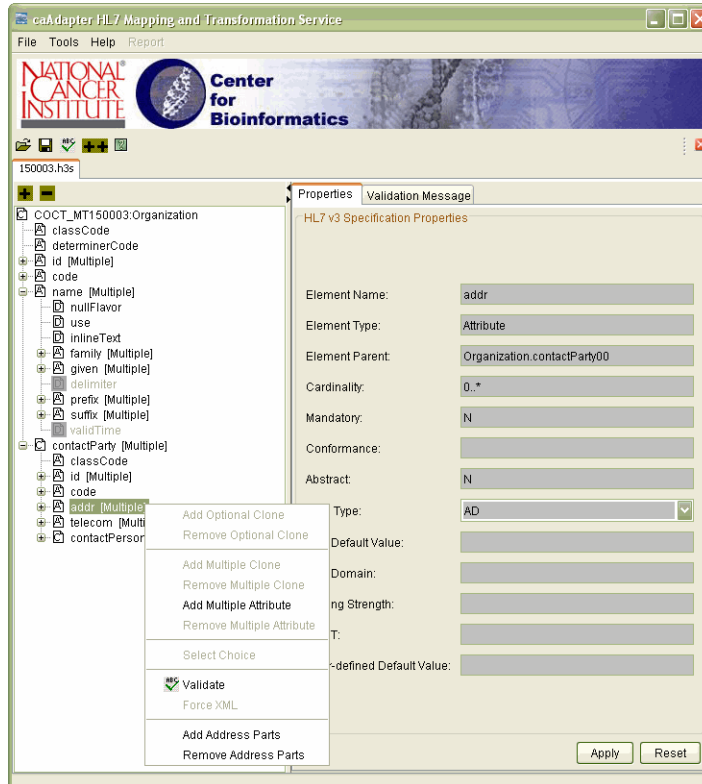 caAdapter HL7 Mapping and Transformation Service
File Tools Help Report
NATIONAL
CANCER
INSTITUTE
Center
for
Bioinformatics
150003.h3s
Properties
Validation Message
COCT_MT150003:Organization
classCode
determinerCode
id [Multiple]
code
name [Multiple]
nullFlavor
use
inlineText
family [Multiple]
given [Multiple]
delimiter
prefix [Multiple]
suffix [Multiple]
validTime
contactParty [Multiple]
classCode
id [Multiple]
code
addr [Multiple]
telecom [Multi
contactPerson
Add Optional Clone
Remove Optional Clone
Add Multiple Clone
Remove Multiple Clone
Add Multiple Attribute
Remove Multiple Attribute
Select Choice
ABC Validate
Force XML
Add Address Parts
Remove Address Parts
HL7 v3 Specification Properties
Element Name: addr
Element Type: Attribute
Element Parent: Organization.contactParty00
Cardinality: 0..*
Mandatory: N
Conformance:
Abstract: N
Type: AD
Default Value:
Domain:
ng Strength:
T:
r-defined Default Value:
Apply Reset